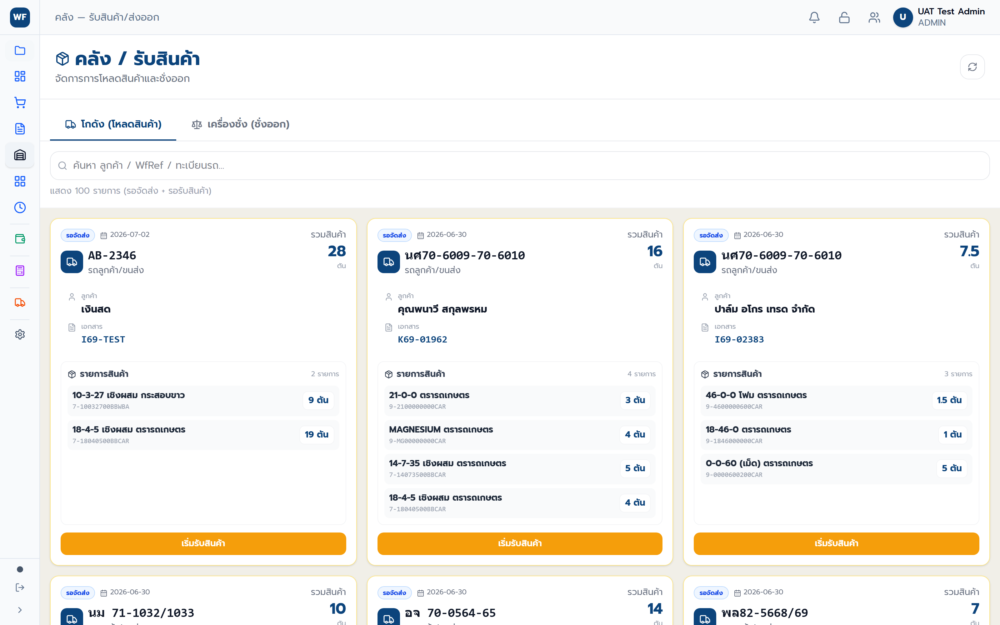 WF
คลัง — รับสินค้า/ส่งออก
U
UAT Test Admin
ADMIN
คลัง / รับสินค้า
จัดการการโหลดสินค้าและชั่งออก
โกดัง (โหลดสินค้า)
เครื่องชั่ง (ชั่งออก)
ค้นหา ลูกค้า / WfRef / ทะเบียนรถ...
แสดง 100 รายการ (รอจัดส่ง + รอรับสินค้า)
รอจัดส่ง
2026-07-02
รวมสินค้า
AB-2346
28
รถลูกค้า/ขนส่ง
ตัน
ลูกค้า
เงินสด
เอกสาร
I69-TEST
รายการสินค้า
2 รายการ
10-3-27 เชิงผสม กระสอบขาว
7-10032700BBWBA
9 ตัน
18-4-5 เชิงผสม ตรารถเกษตร
7-18040500BBCAR
19 ตัน
เริ่มรับสินค้า
รอจัดส่ง
2026-06-30
รวมสินค้า
นศ70-6009-70-6010
16
รถลูกค้า/ขนส่ง
ตัน
ลูกค้า
คุณพนาวี สกุลพรหม
เอกสาร
K69-01962
รายการสินค้า
4 รายการ
21-0-0 ตรารถเกษตร
9-2100000000CAR
3 ตัน
MAGNESIUM ตรารถเกษตร
9-MG00000000CAR
4 ตัน
14-7-35 เชิงผสม ตรารถเกษตร
7-14073500BBCAR
5 ตัน
18-4-5 เชิงผสม ตรารถเกษตร
7-18040500BBCAR
4 ตัน
เริ่มรับสินค้า
รอจัดส่ง
2026-06-30
รวมสินค้า
นศ70-6009-70-6010
7.5
รถลูกค้า/ขนส่ง
ตัน
ลูกค้า
ปาล์ม อโกร เทรด จำกัด
เอกสาร
I69-02383
รายการสินค้า
3 รายการ
46-0-0 โฟม ตรารถเกษตร
9-4600000600CAR
1.5 ตัน
18-46-0 ตรารถเกษตร
9-1846000000CAR
1 ตัน
0-0-60 (เม็ด) ตรารถเกษตร
9-0000600200CAR
5 ตัน
เริ่มรับสินค้า
รอจัดส่ง
2026-06-30
รวมสินค้า
นม 71-1032/1033
10
ตัน
รอจัดส่ง
2026-06-30
รวมสินค้า
อจ 70-0564-65
14
ตัน
รอจัดส่ง
2026-06-30
รวมสินค้า
พล82-5668/69
7
ตัน